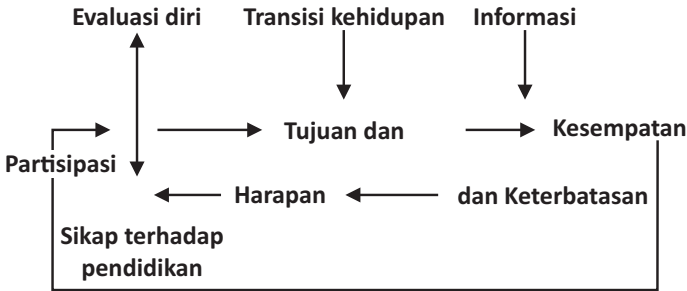 Evaluasi diri Transisi kehidupan Informasi
Tujuan dan Kesempatan
Partisipasi
Harapan dan Keterbatasan
Sikap terhadap
pendidikan